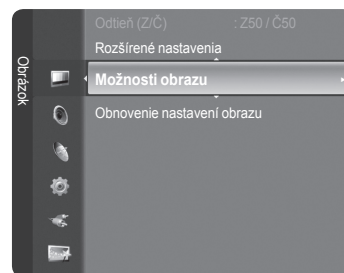 Obrázok
Odtieň (Z/Č) : Z50 / Č50
Rozšírené nastavenia
Možnosti obrazu
Obnovenie nastavení obrazu